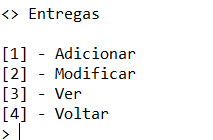 <> Entregas
[1] - Adicionar
[2] - Modificar
[3] - Ver
[4] - Voltar
>